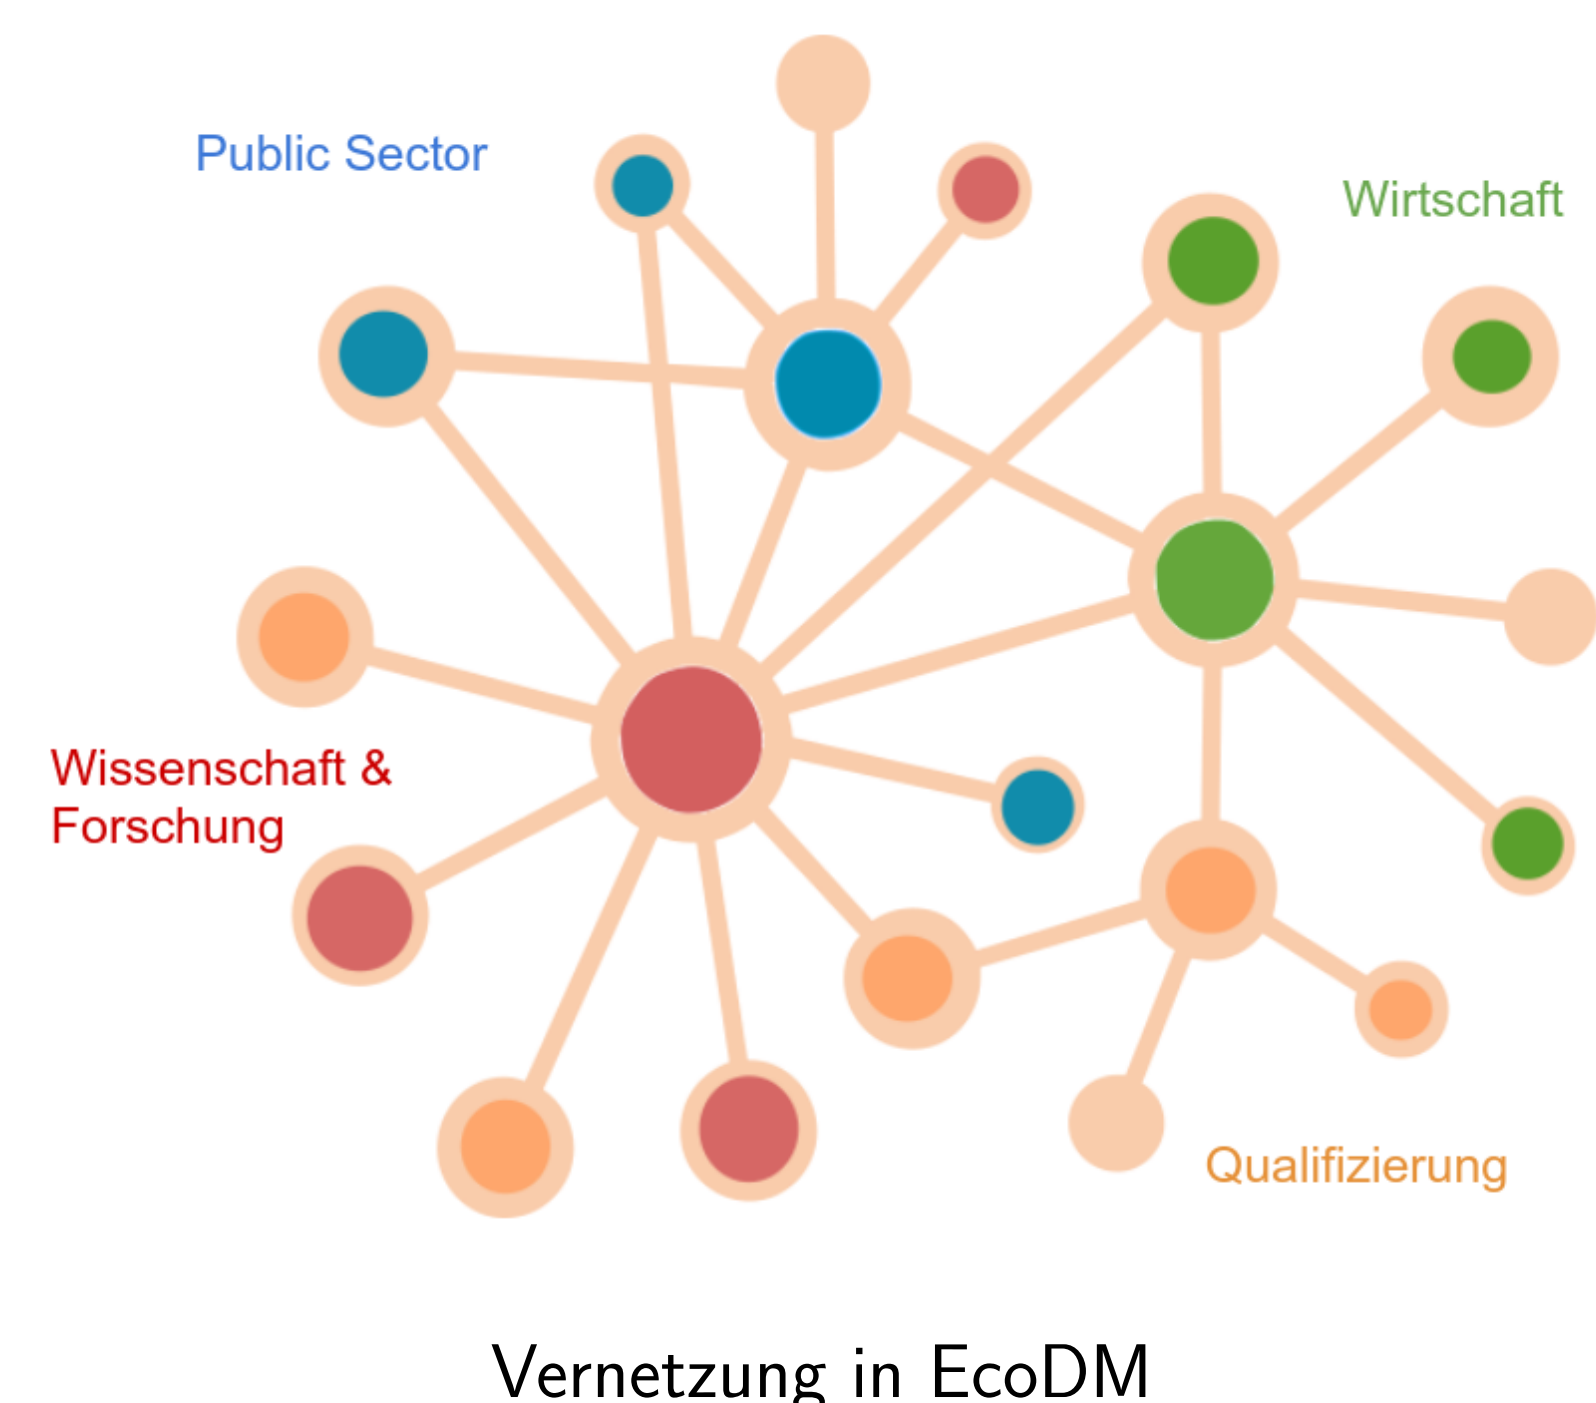 Public Sector
Wirtschaft
Wissenschaft &
Forschung
Qualifizierung
Vernetzung in EcoDM